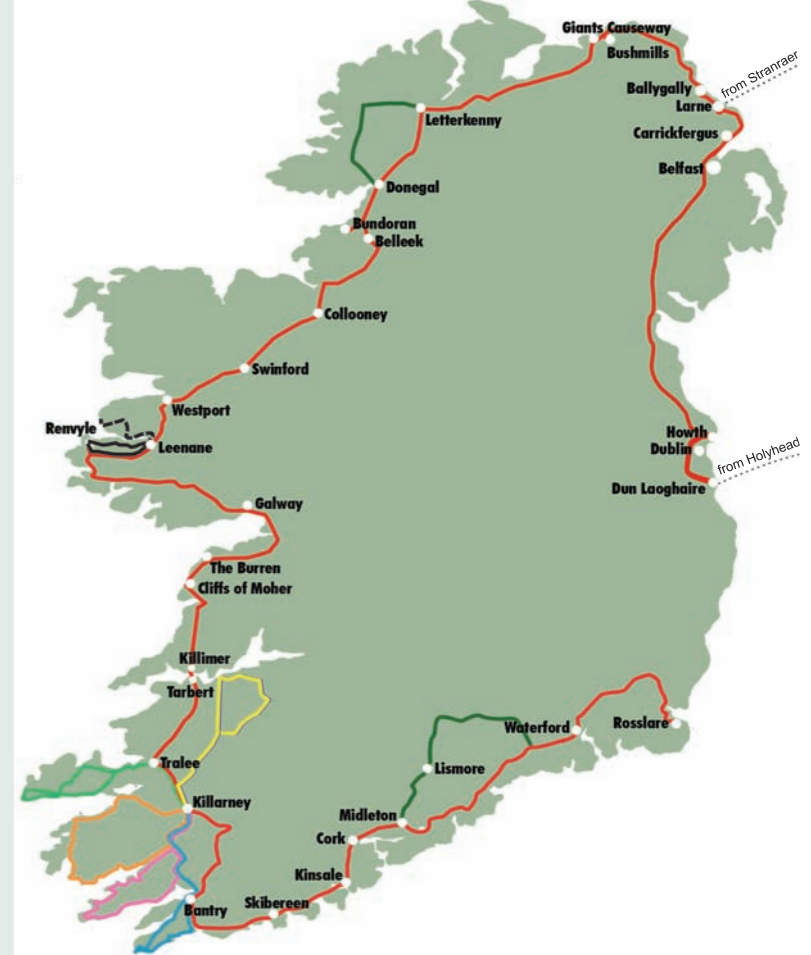 Giants Causeway
Bushmills
from Stranraer
Ballygally
Larne
Letterkenny
Carrickfergus
Belfast
Donegal
Bundoran
Belleek
Collooney
Swinford
Westport
Renvyle
Leenane
Howth
Dublin
from Holyhead
Dun Laoghaire
Galway
The Burren
Cliffs of Moher
Killimer
Tarbert
Waterford
Rosslare
Tralee
Lismore
Killarney
Midleton
Cork
Kinsale
Skibereen
Bantry